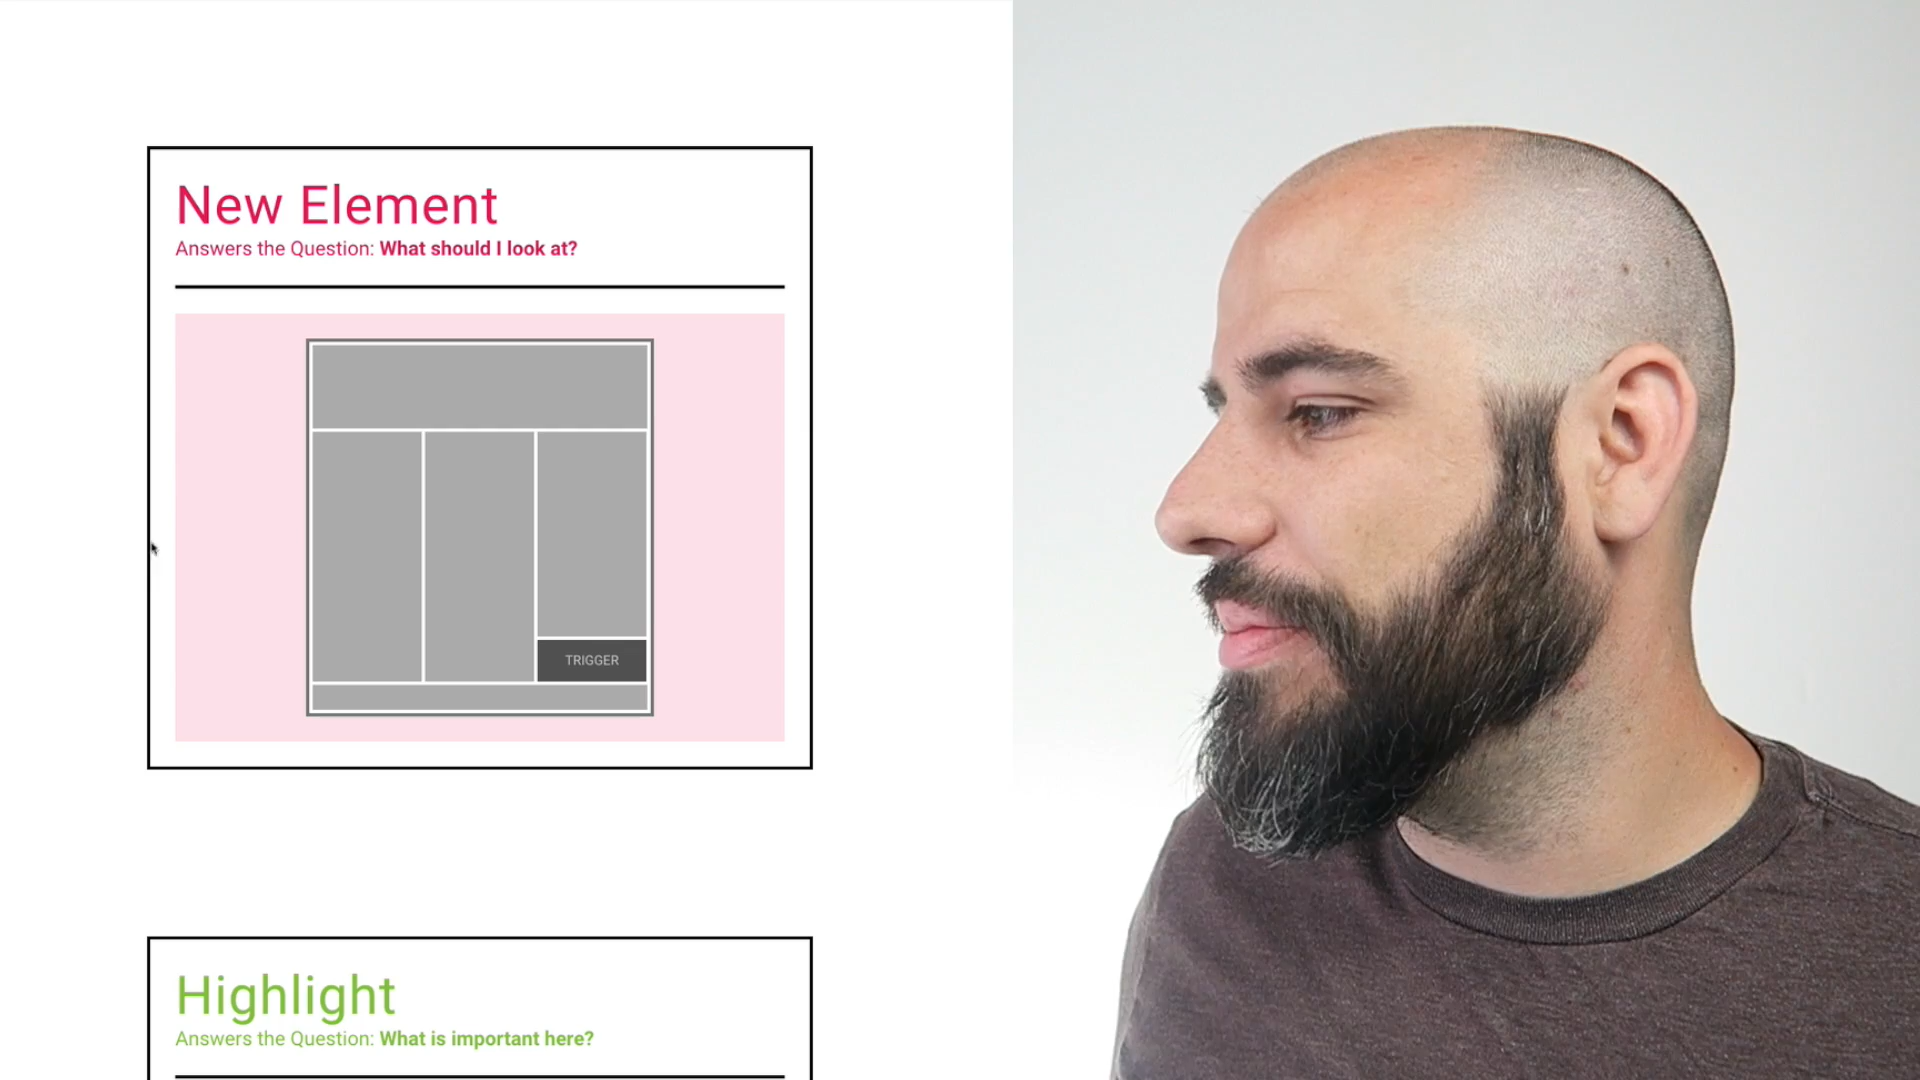 New Element
Answers the Question: What should I look at?
TRIGGER
Highlight
Answers the Question: What is important here?